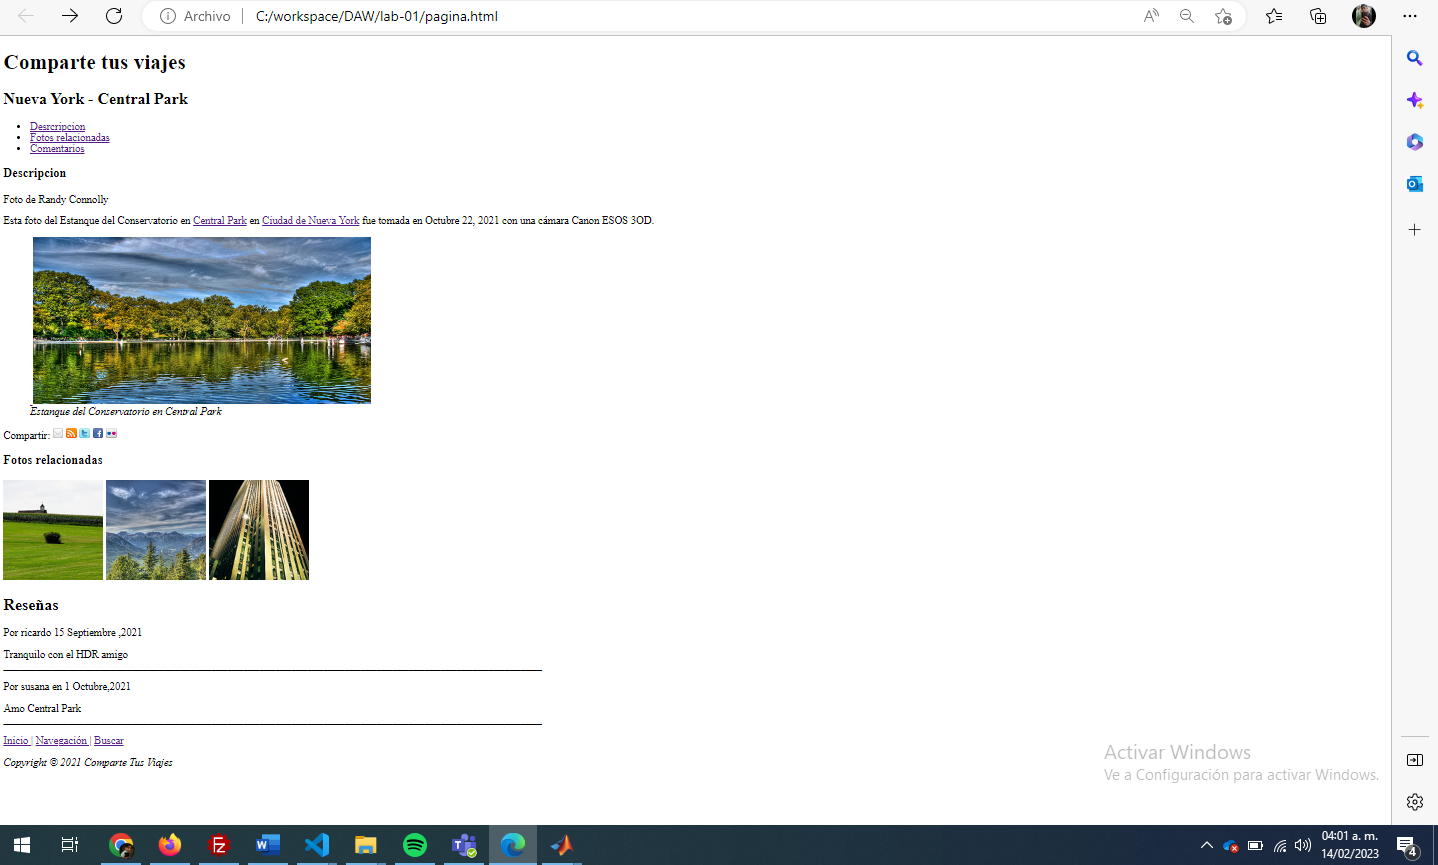 Archivo C:/workspace/DAW/lab-01/pagina.html
Comparte tus viajes
Nueva York - Central Park
Desrcripcion
Fotos relacionadas
Comentarios
Descripcion
Foto de Randy Connolly
Esta foto del Estanque del Conservatorio en Central Park en Ciudad de Nueva York fue tomada en Octubre 22, 2021 con una cámara Canon ESOS 3OD.
Estanque del Conservatorio en Central Park
Compartir:
Fotos relacionadas
Reseñas
Por ricardo 15 Septiembre ,2021
Tranquilo con el HDR amigo
Por susana en 1 Octubre,2021
Amo Central Park
Inicio | Navegación | Buscar
Copyright © 2021 Comparte Tus Viajes
Activar Windows
Ve a Configuración para activar Windows.
04:01 a. m.
14/02/2023
4